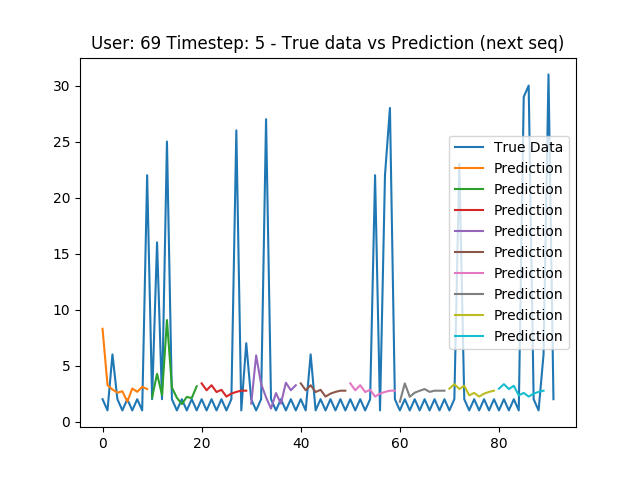 User: 69 Timestep: 5 - True data vs Prediction (next seq)
30
25
20
15
10
5
0
0 20 40 60 80
True Data
Prediction
Prediction
Prediction
Prediction
Prediction
Prediction
Prediction
Prediction
Prediction